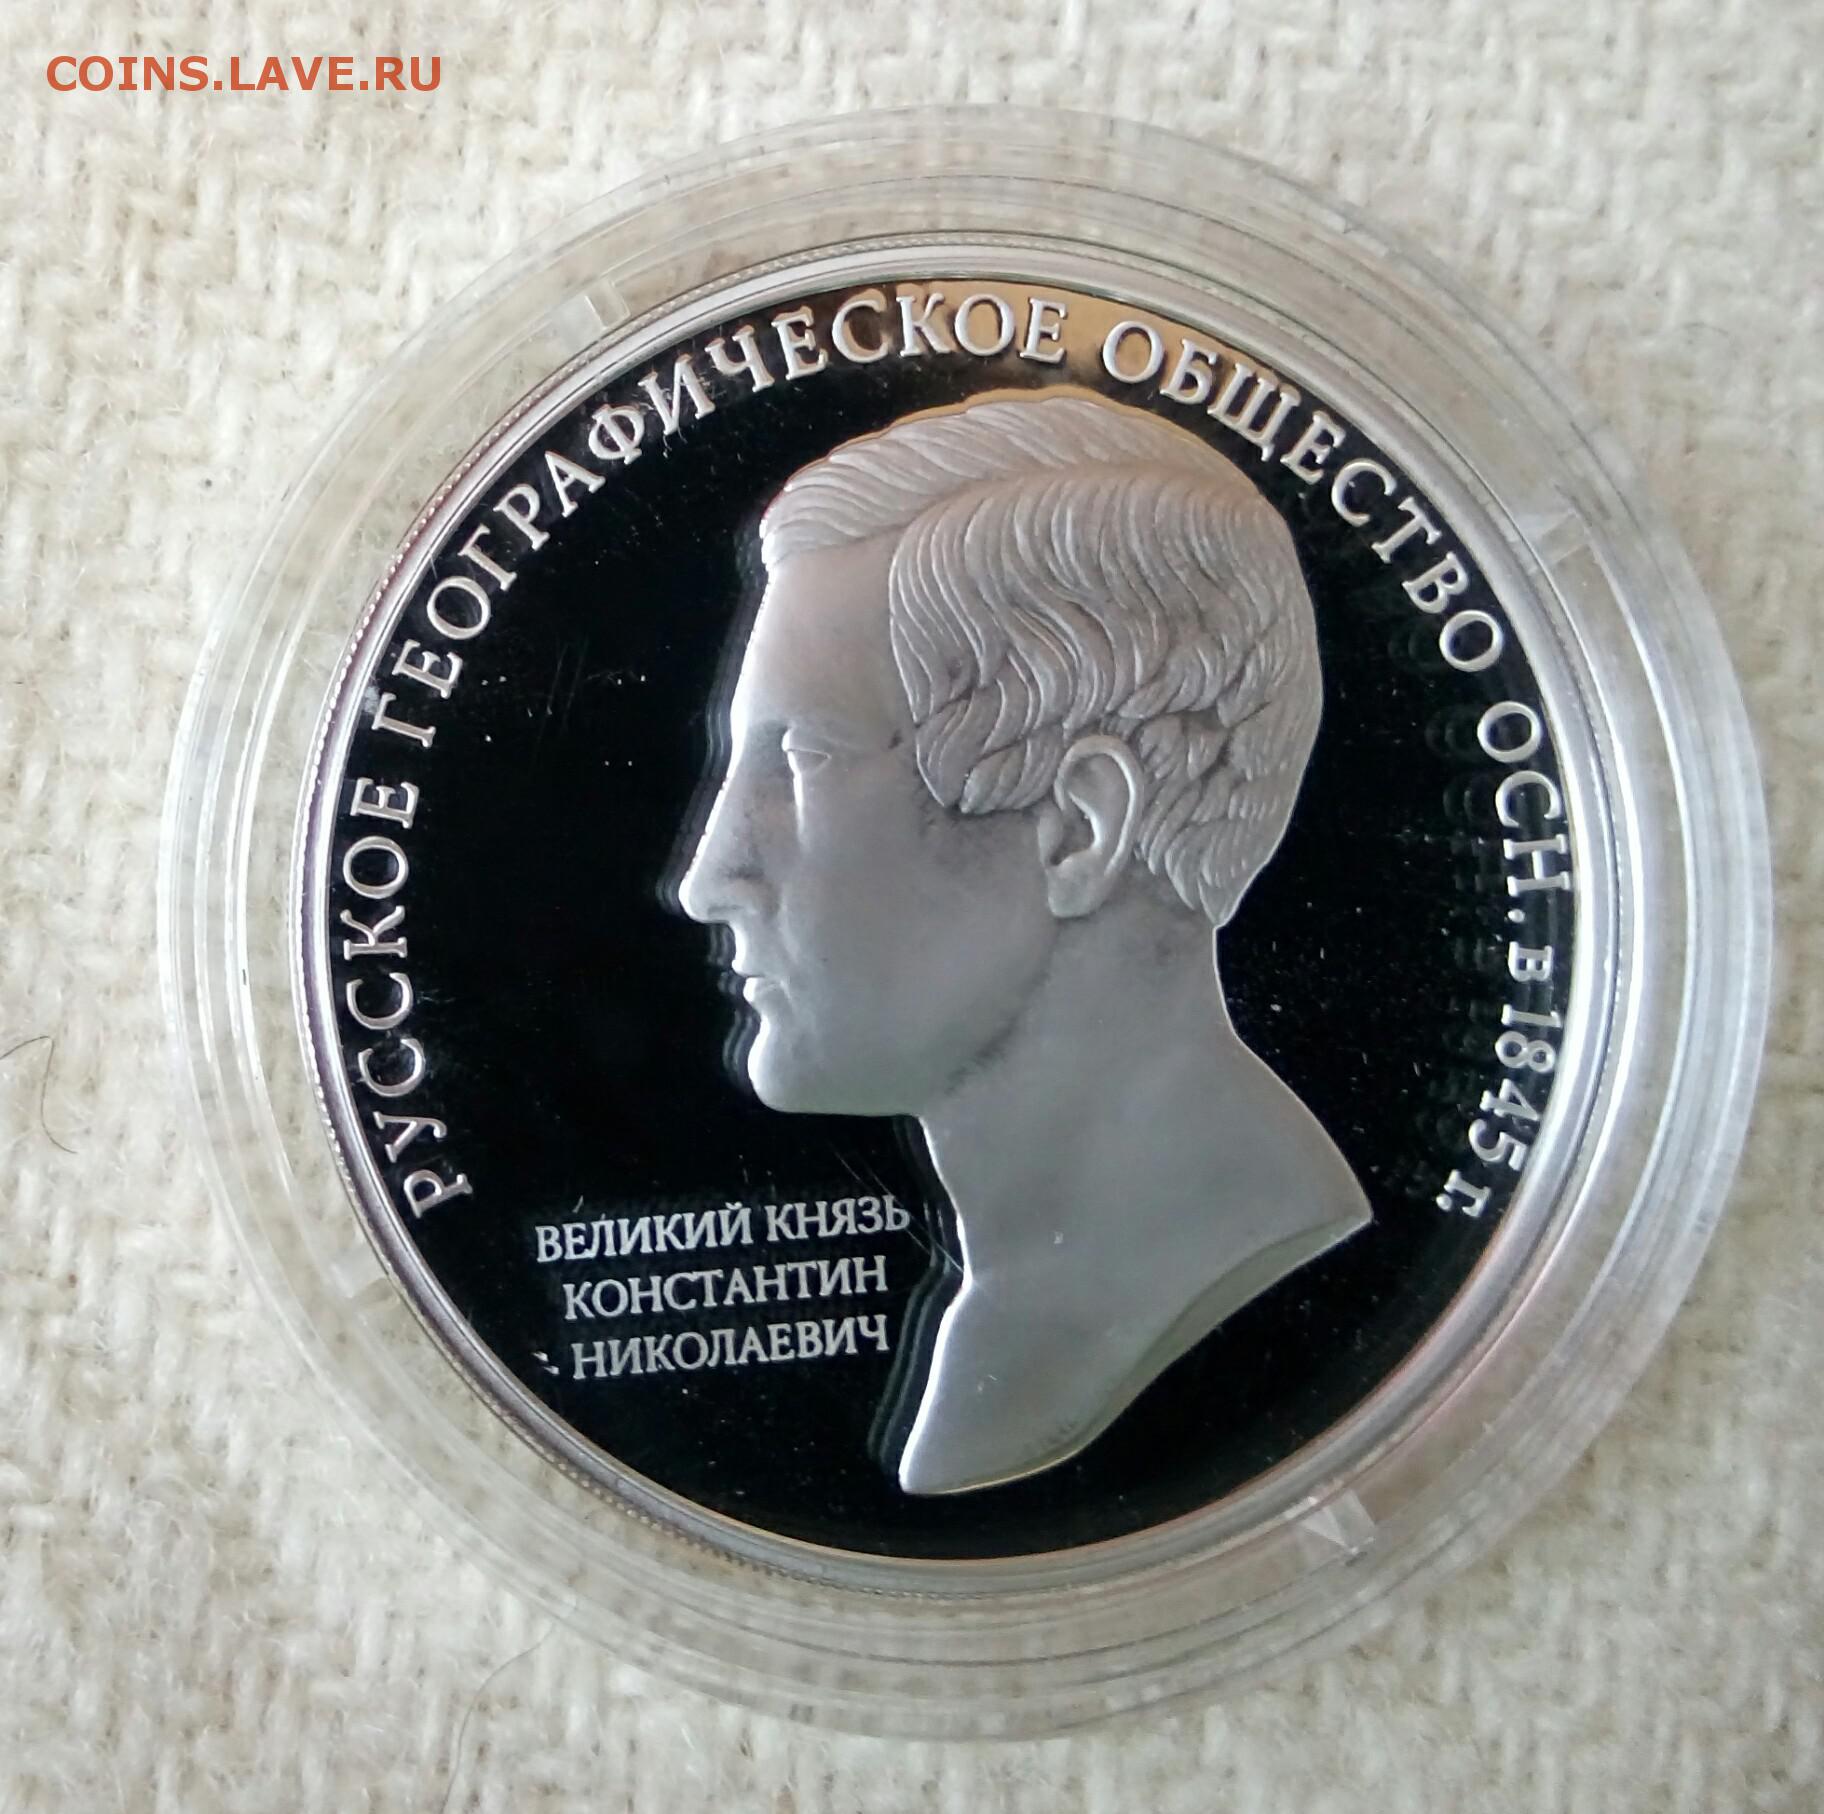 COINS.LAVE.RU
РУССКОЕ ГЕОГРАФИЧЕСКОЕ ОБЩЕСТВО ОСН. В 1845 Г.
ВЕЛИКИЙ КНЯЗЬ
КОНСТАНТИН
НИКОЛАЕВИЧ